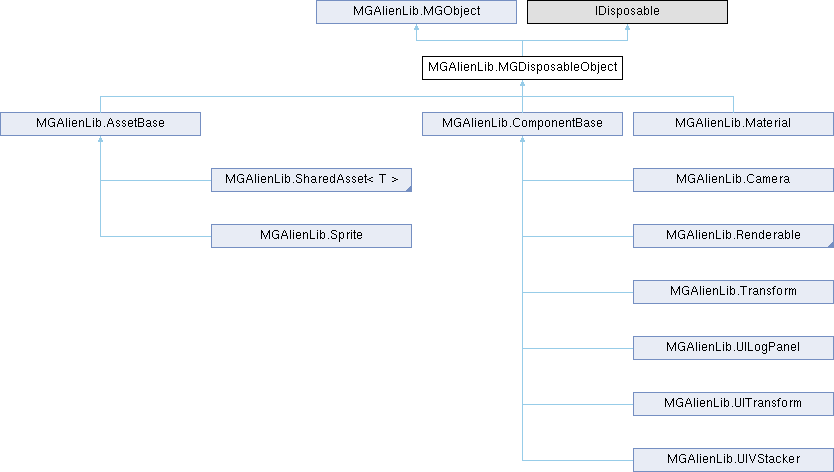 MGAlienLib.MGObject
IDisposable
MGAlienLib.MGDisposableObject
MGAlienLib.AssetBase
MGAlienLib.ComponentBase
MGAlienLib.Material
MGAlienLib.SharedAsset< T >
MGAlienLib.Camera
MGAlienLib.Sprite
MGAlienLib.Renderable
MGAlienLib.Transform
MGAlienLib.UILogPanel
MGAlienLib.UITransform
MGAlienLib.UIVStacker